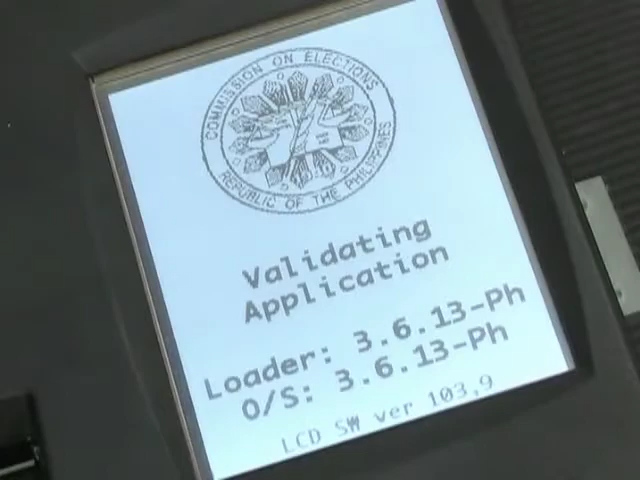 COMMISSION ON ELECTIONS
REPUBLIC OF THE PHILIPPINES
Validating
Application
Loader: 3.6.13-Ph
O/S: 3.6.13-Ph
LCD SW ver 103,9